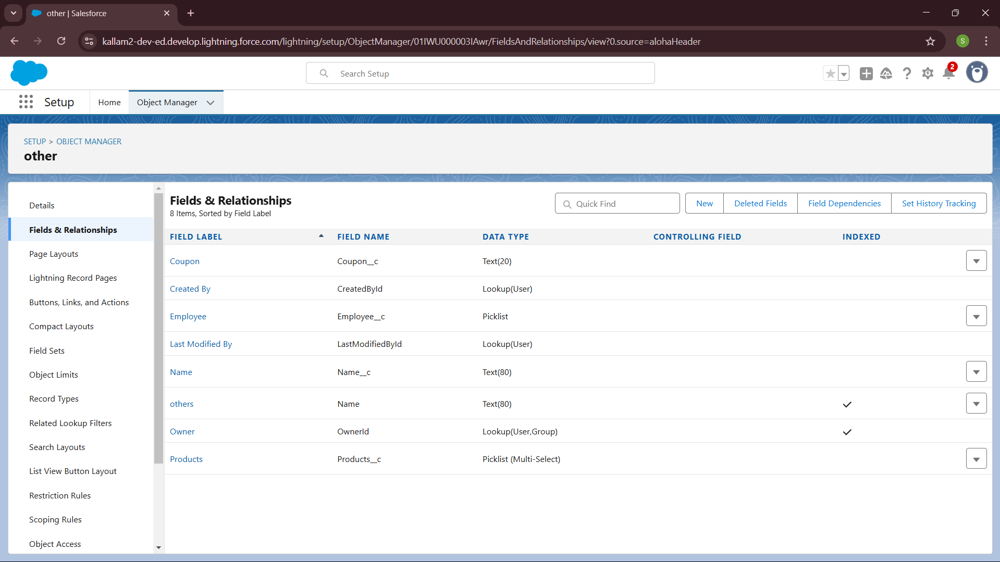 other | Salesforce
kallam2-dev-ed.develop.lightning.force.com/lightning/setup/ObjectManager/01IWU000003IAwr/FieldsAndRelationships/view?0.source=alohaHeader
S
Search Setup
2
Setup
Home
Object Manager
SETUP > OBJECT MANAGER
other
Details
Fields & Relationships
Page Layouts
Lightning Record Pages
Buttons, Links, and Actions
Compact Layouts
Field Sets
Object Limits
Record Types
Related Lookup Filters
Search Layouts
List View Button Layout
Restriction Rules
Scoping Rules
Object Access
Fields & Relationships
8 Items, Sorted by Field Label
Quick Find
New
Deleted Fields
Field Dependencies
Set History Tracking
FIELD LABEL FIELD NAME DATA TYPE CONTROLLING FIELD INDEXED
Coupon Coupon__c Text(20)
Created By CreatedById Lookup(User)
Employee Employee__c Picklist
Last Modified By LastModifiedById Lookup(User)
Name Name__c Text(80)
others Name Text(80)
Owner OwnerId Lookup(User,Group)
Products Products__c Picklist (Multi-Select)